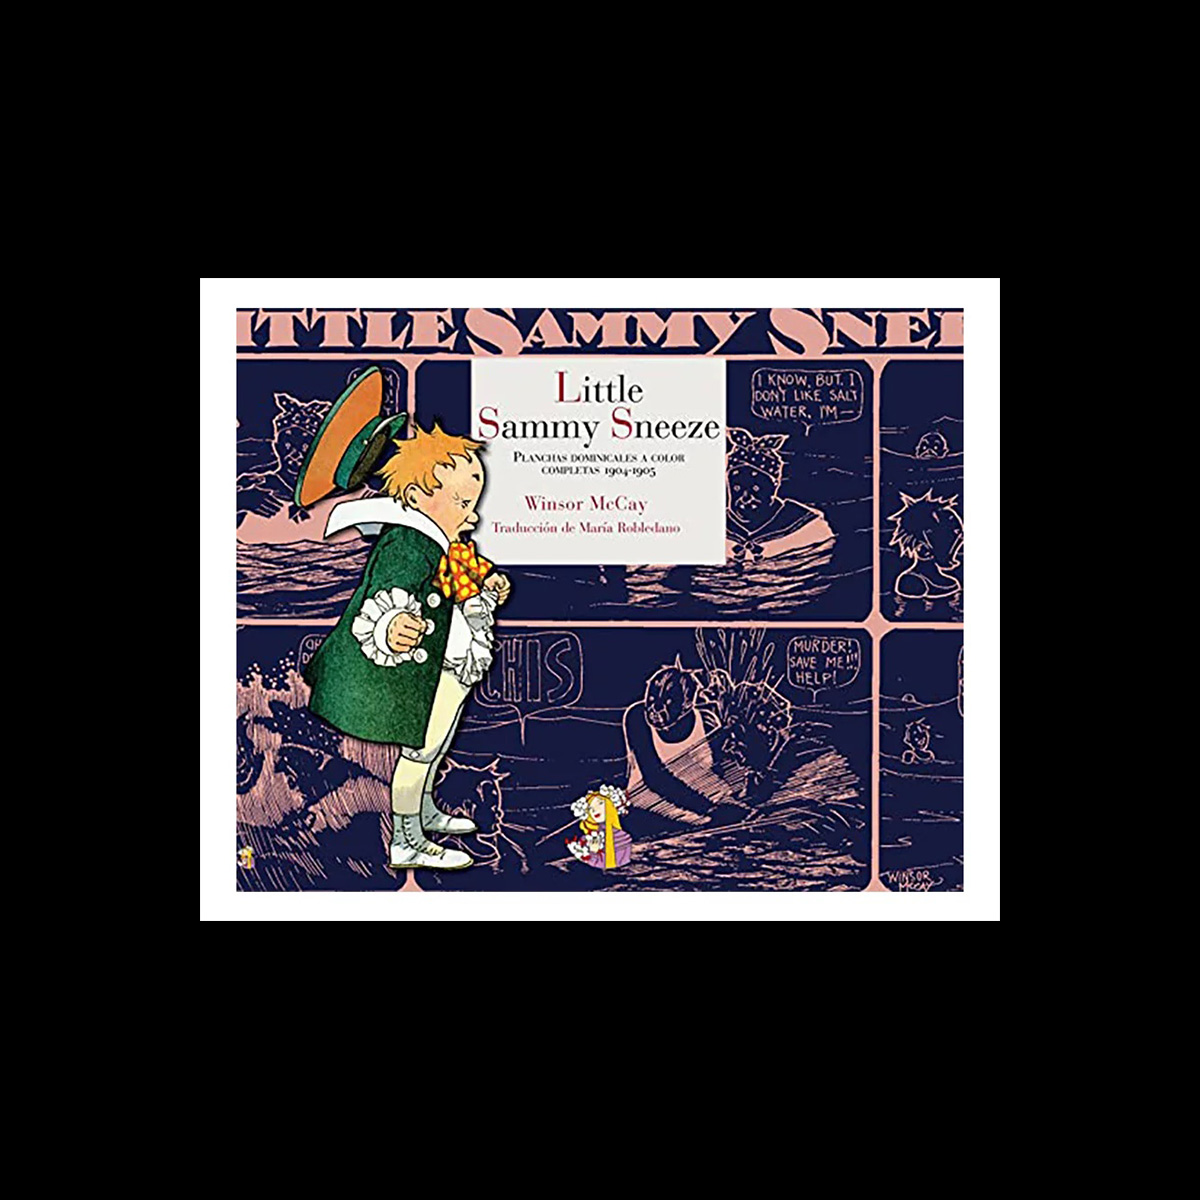 ITTLE SAMMY SNEE
Little
Sammy Sneeze
PLANCHAS DOMINICALES A COLOR
COMPLETAS 1904-1905
Winsor McCay
Traducción de María Robledano
I KNOW, BUT I
DON'T LIKE SALT
WATER, I'M—
CHIS
MURDER!
SAVE ME!!!
HELP!
WINSOR
McCAY